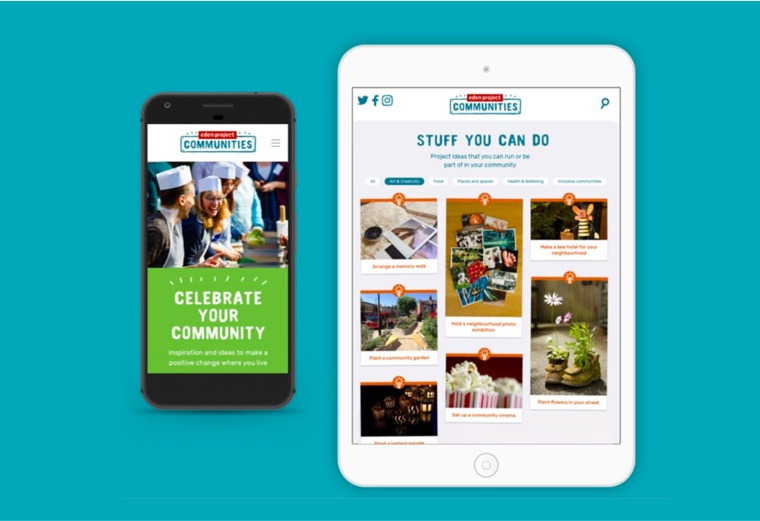 eden project
COMMUNITIES
CELEBRATE
YOUR
COMMUNITY
Inspiration and ideas to make a
positive change where you live
eden project
COMMUNITIES
STUFF YOU CAN DO
Project ideas that you can run or be
part of in your community
All
Art & Creativity
Food
Places and spaces
Health & wellbeing
Inclusive communities
Arrange a memory walk
Plant a community garden
Hold a neighbourhood photo
exhibition
Set up a community cinema
Make a bee hotel for your
neighbourhood
Plant flowers in your street